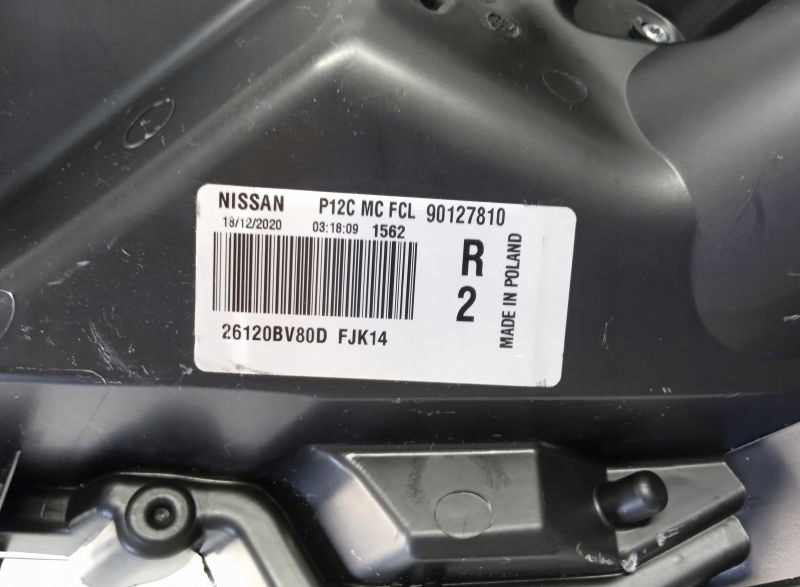 NISSAN P12C MC FCL 90127810
18/12/2020 03:18:09 1562
R
2
MADE IN POLAND
26120BV80D FJK14